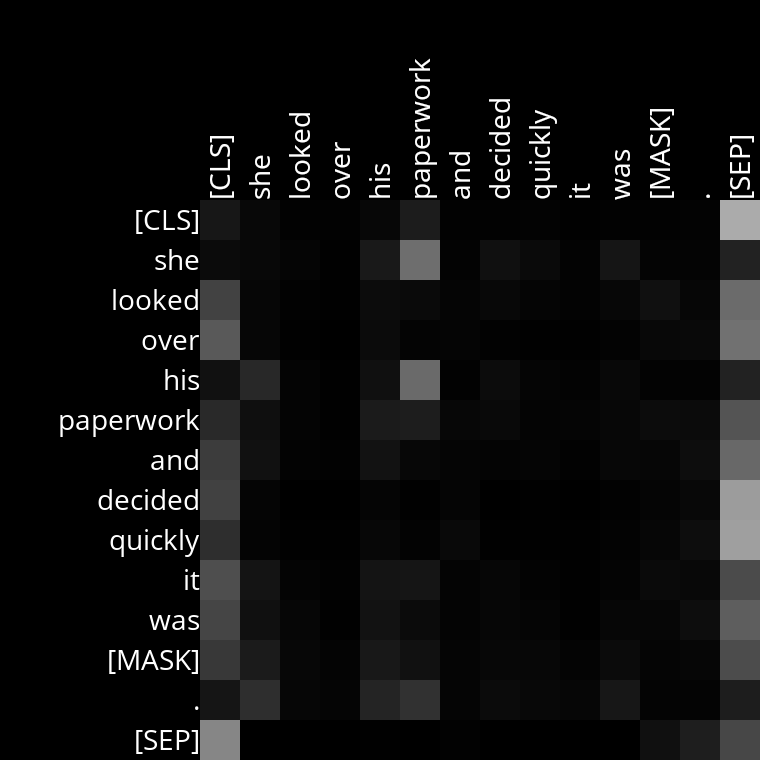 [CLS] she looked over his paperwork and decided quickly it was [MASK] . [SEP]
[CLS]
she
looked
over
his
paperwork
and
decided
quickly
it
was
[MASK]
.
[SEP]